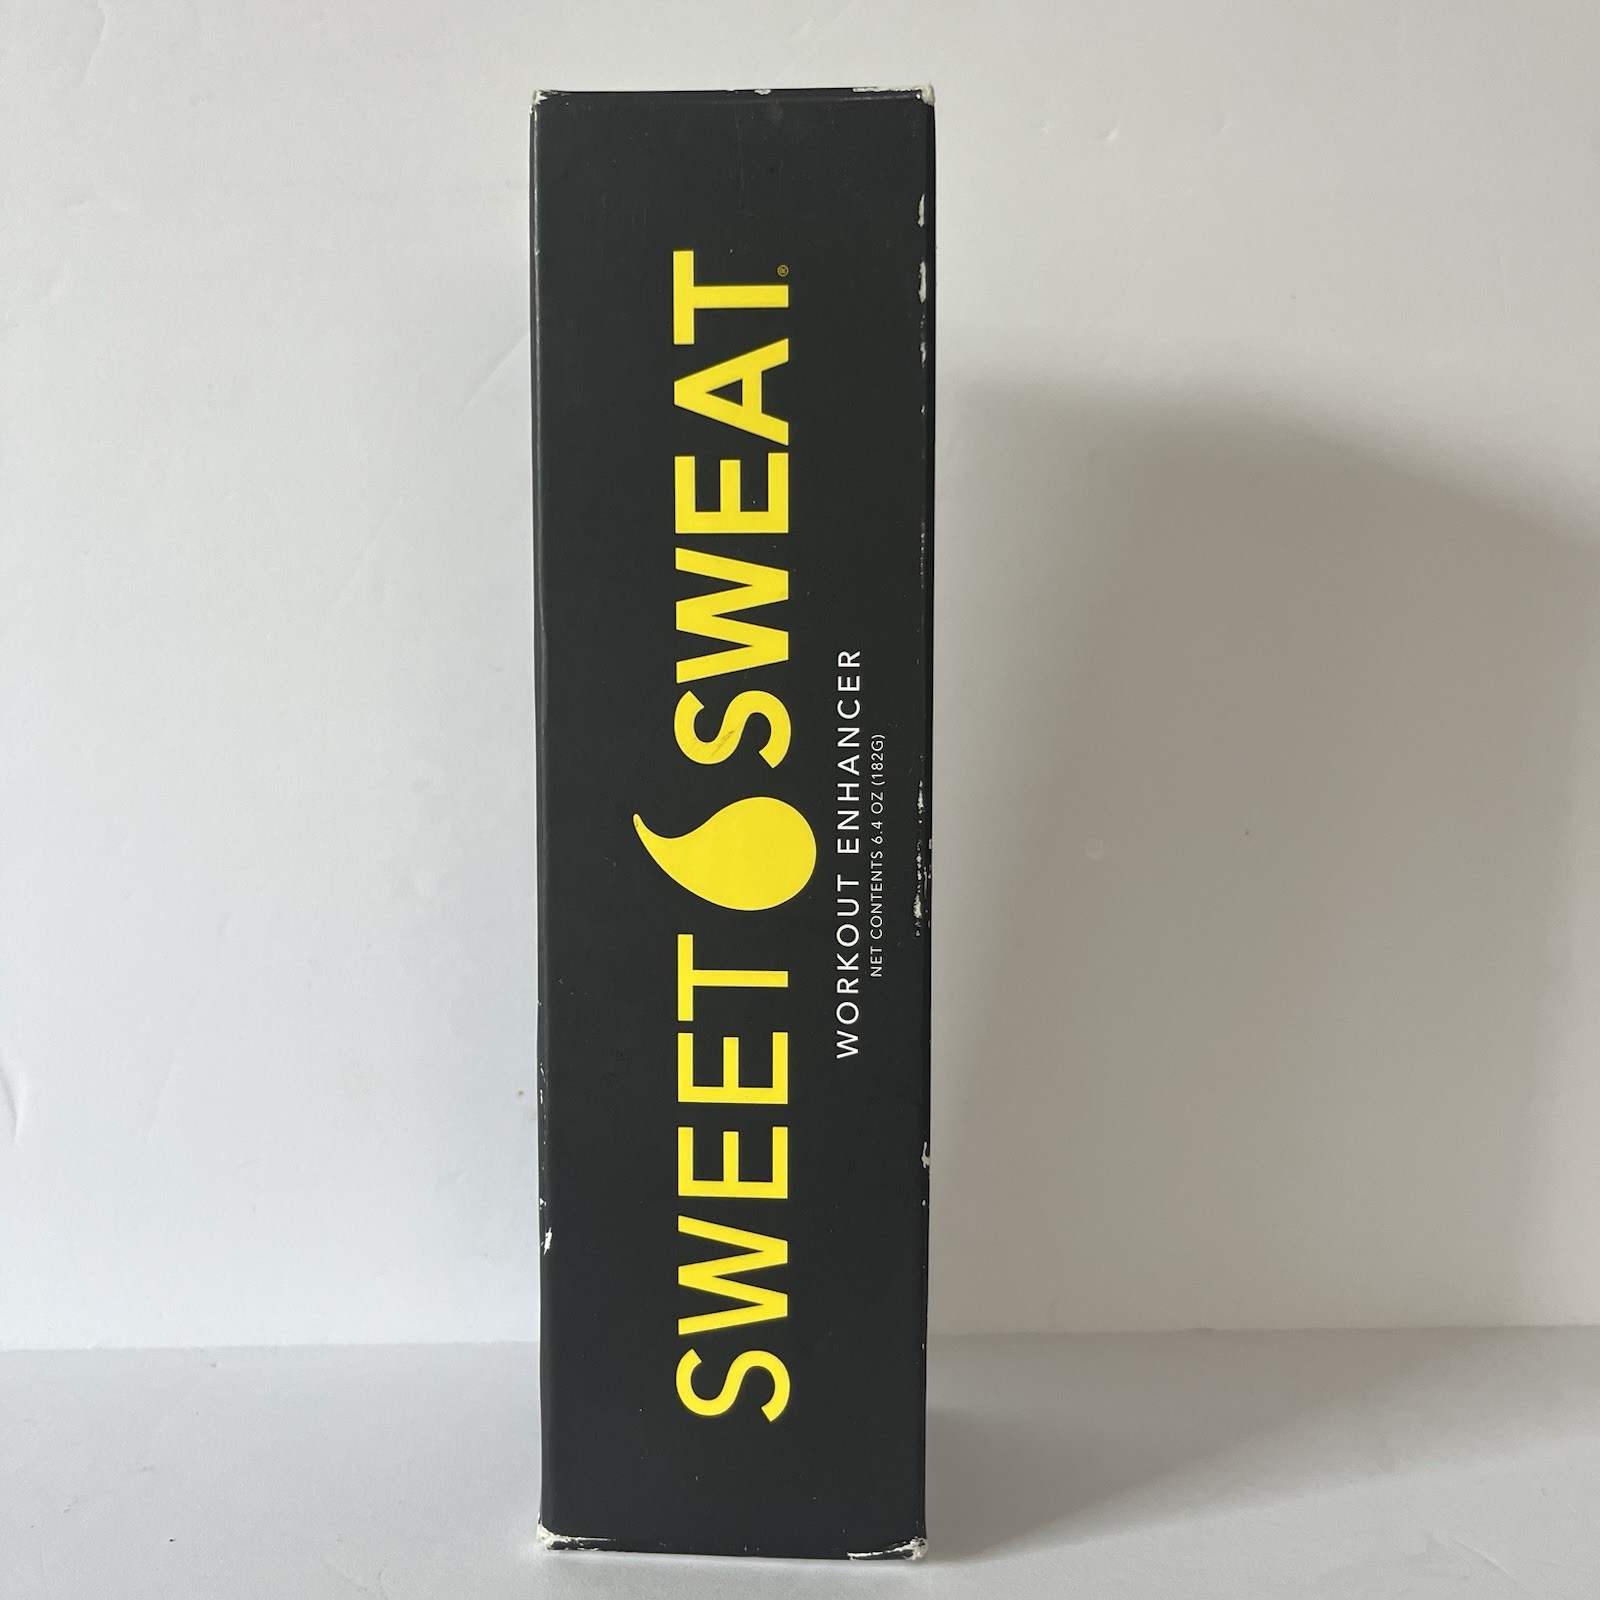 SWEET SWEAT®
WORKOUT ENHANCER
NET CONTENTS 6.4 OZ (182G)